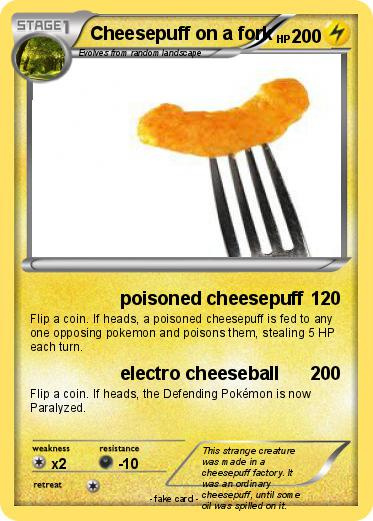 STAGE1
Cheesepuff on a fork HP 200
Evolves from random landscape
poisoned cheesepuff 120
Flip a coin. If heads, a poisoned cheesepuff is fed to any
one opposing pokemon and poisons them, stealing 5 HP
each turn.
electro cheeseball 200
Flip a coin. If heads, the Defending Pokémon is now
Paralyzed.
weakness
resistance
x2
-10
retreat
This strange creature
was made in a
cheesepuff factory. It
was an ordinary
cheesepuff, until some
oil was spilled on it.
- fake card -